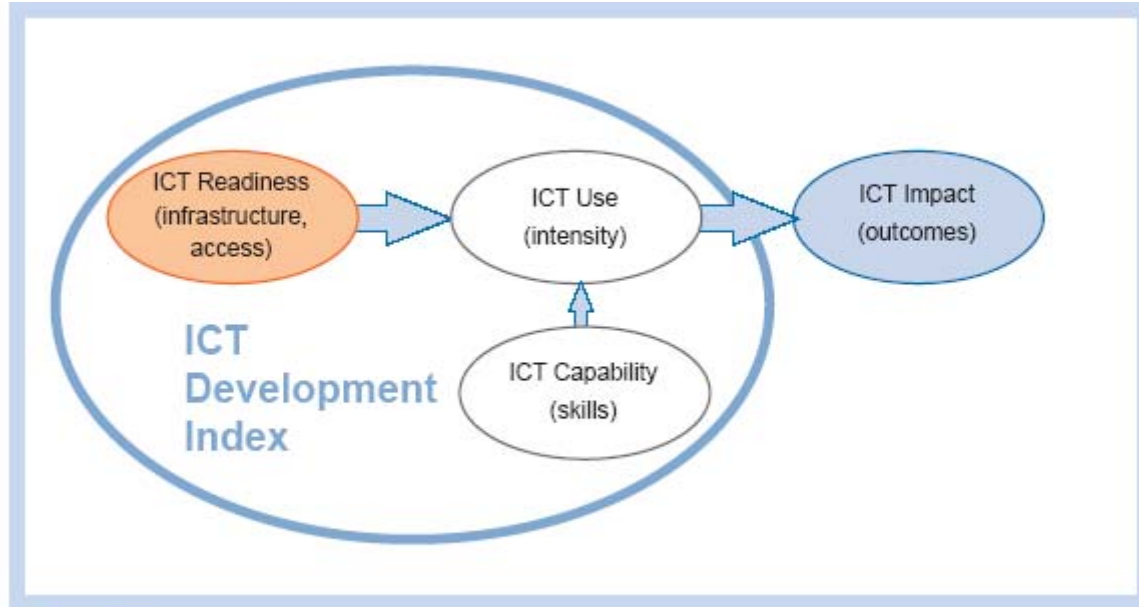 ICT Readiness
(infrastructure,
access)
ICT Use
(intensity)
ICT Impact
(outcomes)
ICT Capability
(skills)
ICT
Development
Index